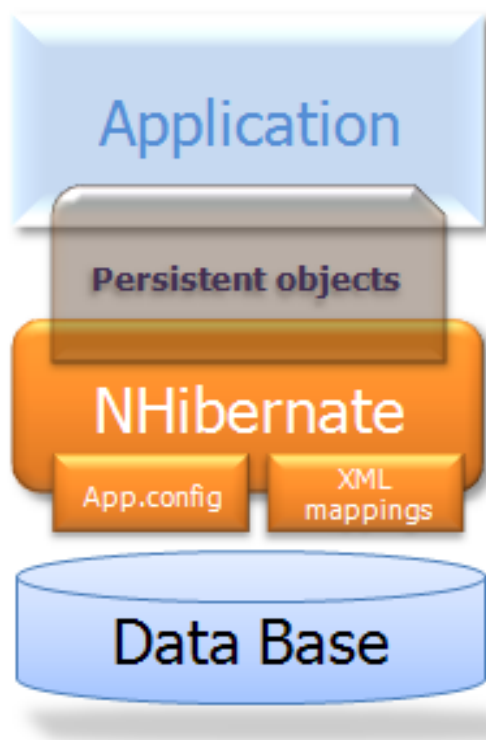 Application
Persistent objects
NHibernate
App.config
XML
mappings
Data Base